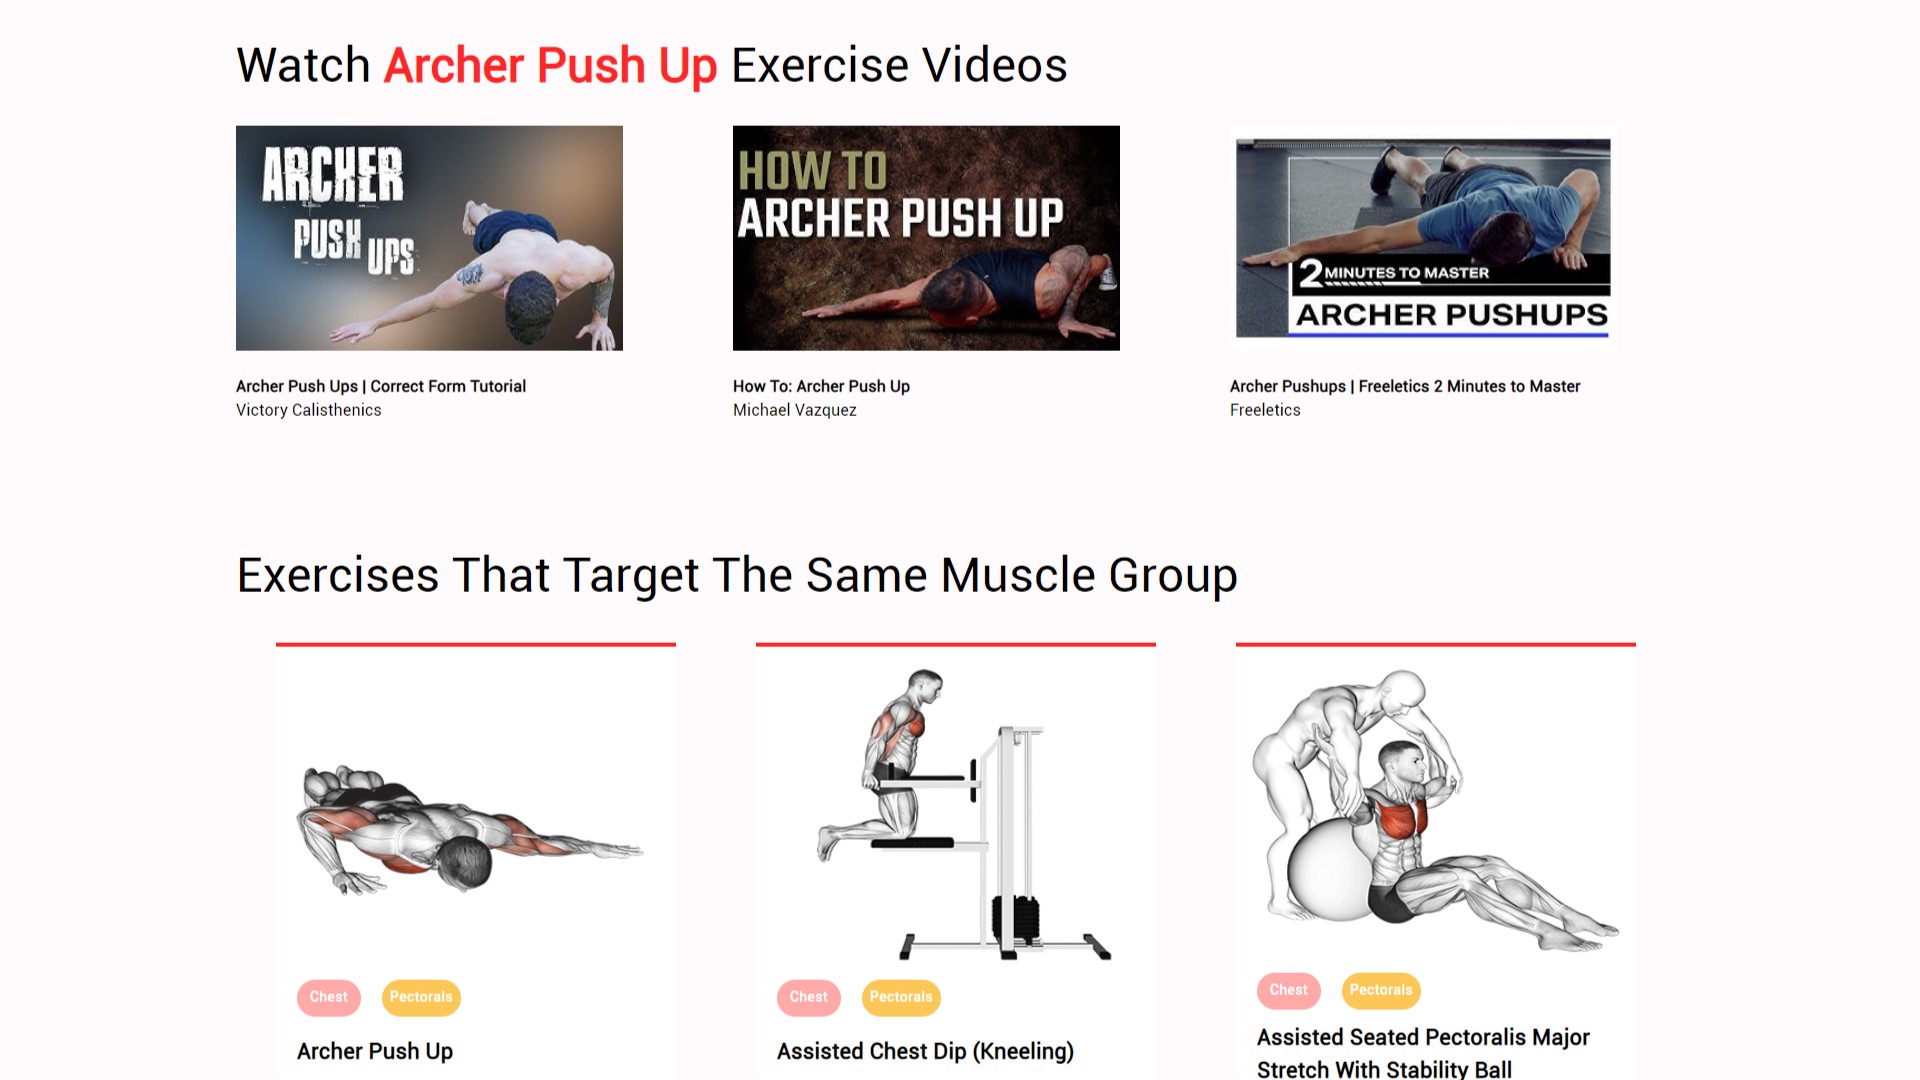 Watch Archer Push Up Exercise Videos
ARCHER
PUSH
UPS
HOW TO
ARCHER PUSH UP
2 MINUTES TO MASTER
ARCHER PUSHUPS
Archer Push Ups | Correct Form Tutorial
Victory Calisthenics
How To: Archer Push Up
Michael Vazquez
Archer Pushups | Freeletics 2 Minutes to Master
Freeletics
Exercises That Target The Same Muscle Group
Chest
Pectorals
Archer Push Up
Chest
Pectorals
Assisted Chest Dip (Kneeling)
Chest
Pectorals
Assisted Seated Pectoralis Major
Stretch With Stability Ball